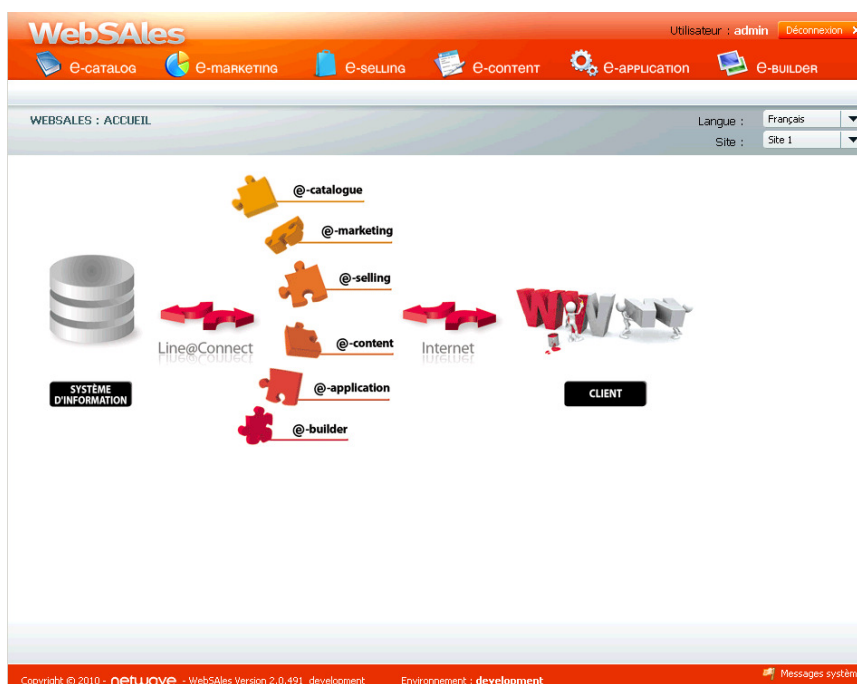 WebSAles
Utilisateur : admin
Déconnexion
e-catalog
e-marketing
e-selling
e-content
e-application
e-builder
WEBSALES : ACCUEIL
Langue :
Français
Site :
Site 1
@-catalogue
@-marketing
@-selling
@-content
@-application
@-builder
Line@Connect
Internet
WWW
SYSTÈME
D'INFORMATION
CLIENT
Copyright © 2010 - netwave - WebSAles Version 2.0.491 development
Environnement : development
Messages systèm